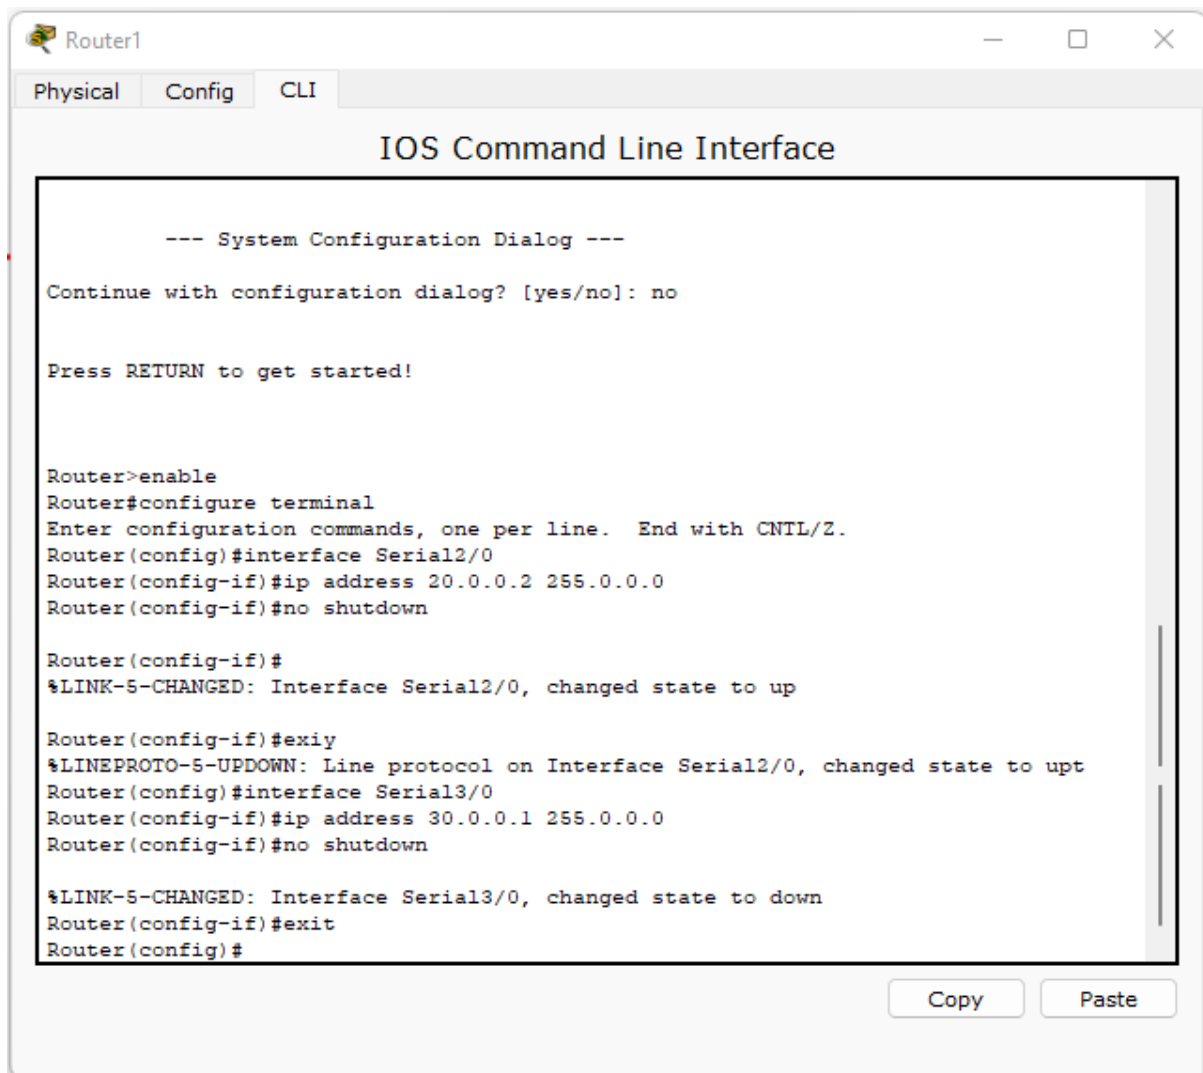 Router1
Physical Config CLI
IOS Command Line Interface
--- System Configuration Dialog ---
Continue with configuration dialog? [yes/no]: no
Press RETURN to get started!
Router>enable
Router#configure terminal
Enter configuration commands, one per line.  End with CNTL/Z.
Router(config)#interface Serial2/0
Router(config-if)#ip address 20.0.0.2 255.0.0.0
Router(config-if)#no shutdown
Router(config-if)#
%LINK-5-CHANGED: Interface Serial2/0, changed state to up
Router(config-if)#exiy
%LINEPROTO-5-UPDOWN: Line protocol on Interface Serial2/0, changed state to upt
Router(config)#interface Serial3/0
Router(config-if)#ip address 30.0.0.1 255.0.0.0
Router(config-if)#no shutdown
%LINK-5-CHANGED: Interface Serial3/0, changed state to down
Router(config-if)#exit
Router(config)#
Copy Paste